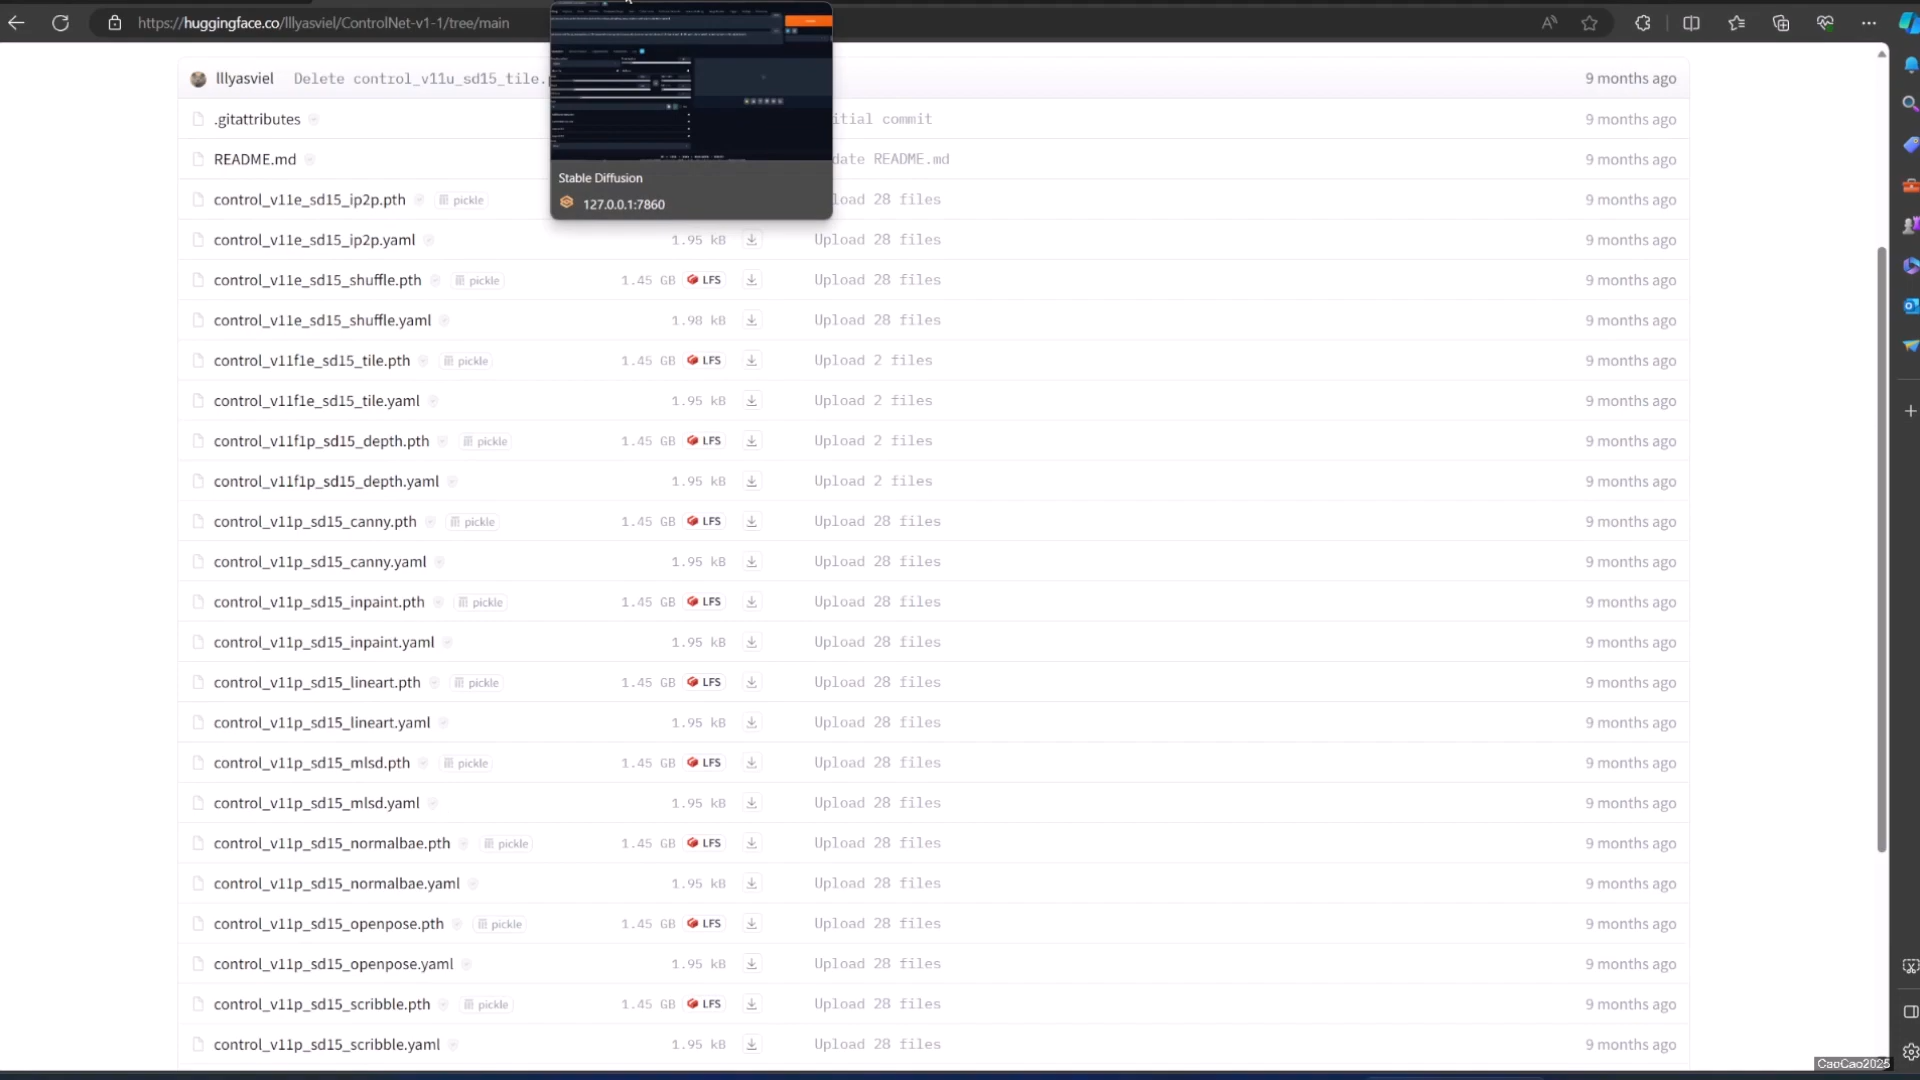 https://huggingface.co/lllyasviel/ControlNet-v1-1/tree/main
lllyasviel Delete control_v11u_sd15_tile. 9 months ago
.gitattributes itial commit 9 months ago
README.md date README.md 9 months ago
control_v11e_sd15_ip2p.pth pickle load 28 files 9 months ago
Stable Diffusion
127.0.0.1:7860
control_v11e_sd15_ip2p.yaml 1.95 kB Upload 28 files 9 months ago
control_v11e_sd15_shuffle.pth pickle 1.45 GB LFS Upload 28 files 9 months ago
control_v11e_sd15_shuffle.yaml 1.98 kB Upload 28 files 9 months ago
control_v11f1e_sd15_tile.pth pickle 1.45 GB LFS Upload 2 files 9 months ago
control_v11f1e_sd15_tile.yaml 1.95 kB Upload 2 files 9 months ago
control_v11f1p_sd15_depth.pth pickle 1.45 GB LFS Upload 2 files 9 months ago
control_v11f1p_sd15_depth.yaml 1.95 kB Upload 2 files 9 months ago
control_v11p_sd15_canny.pth pickle 1.45 GB LFS Upload 28 files 9 months ago
control_v11p_sd15_canny.yaml 1.95 kB Upload 28 files 9 months ago
control_v11p_sd15_inpaint.pth pickle 1.45 GB LFS Upload 28 files 9 months ago
control_v11p_sd15_inpaint.yaml 1.95 kB Upload 28 files 9 months ago
control_v11p_sd15_lineart.pth pickle 1.45 GB LFS Upload 28 files 9 months ago
control_v11p_sd15_lineart.yaml 1.95 kB Upload 28 files 9 months ago
control_v11p_sd15_mlsd.pth pickle 1.45 GB LFS Upload 28 files 9 months ago
control_v11p_sd15_mlsd.yaml 1.95 kB Upload 28 files 9 months ago
control_v11p_sd15_normalbae.pth pickle 1.45 GB LFS Upload 28 files 9 months ago
control_v11p_sd15_normalbae.yaml 1.95 kB Upload 28 files 9 months ago
control_v11p_sd15_openpose.pth pickle 1.45 GB LFS Upload 28 files 9 months ago
control_v11p_sd15_openpose.yaml 1.95 kB Upload 28 files 9 months ago
control_v11p_sd15_scribble.pth pickle 1.45 GB LFS Upload 28 files 9 months ago
control_v11p_sd15_scribble.yaml 1.95 kB Upload 28 files 9 months ago
CaoCao2025